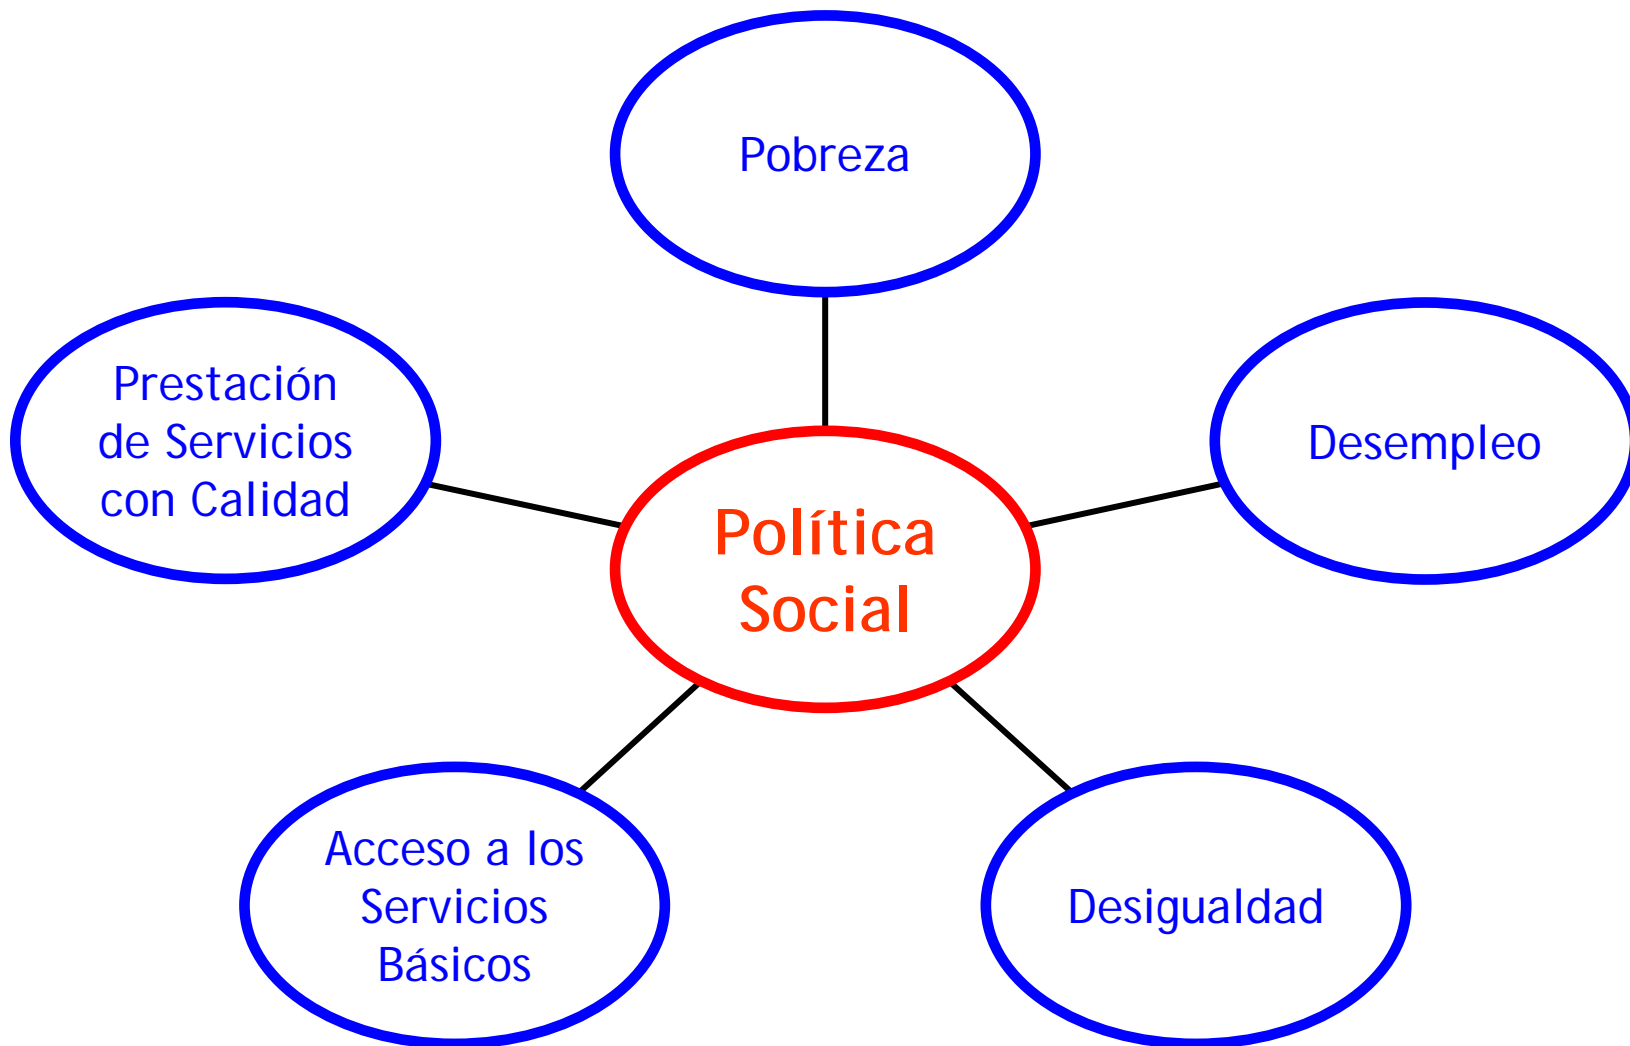 Pobreza
Prestación
de Servicios
con Calidad
Desempleo
Política
Social
Acceso a los
Servicios
Básicos
Desigualdad